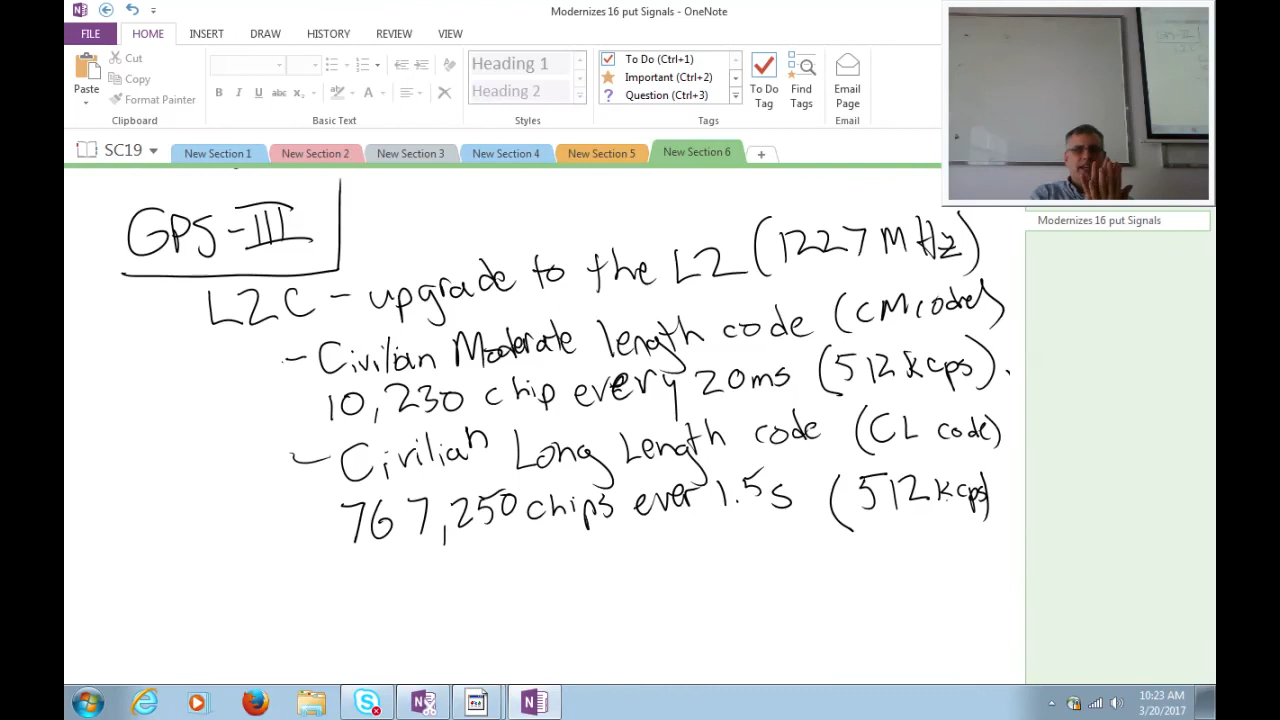 Modernizes 16 put Signals - OneNote
FILE HOME INSERT DRAW HISTORY REVIEW VIEW
Paste
Cut
Copy
Format Painter
Clipboard
B I U abc
Basic Text
Heading 1
Heading 2
Styles
To Do (Ctrl+1)
Important (Ctrl+2)
Question (Ctrl+3)
Tags
To Do Tag
Find Tags
Email Page
Email
SC19 New Section 1 New Section 2 New Section 3 New Section 4 New Section 5 New Section 6
Modernizes 16 put Signals
GPS-III
L2C - upgrade to the L2 (1227 MHz)
- Civilian Moderate length code (CM codes)
10,230 chip every 20ms (512 kcps).
- Civilian Long Length code (CL code)
767,250 chips ever 1.5s (512 kcps)
10:23 AM
3/20/2017